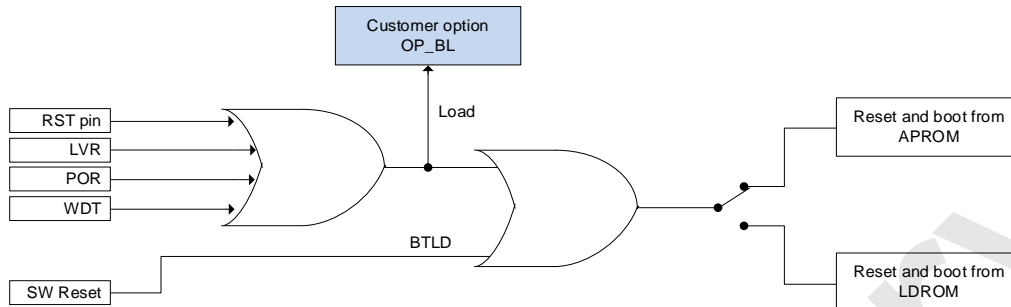 Customer option
OP_BL
Load
RST pin
LVR
POR
WDT
BTLD
SW Reset
Reset and boot from
APROM
Reset and boot from
LDROM